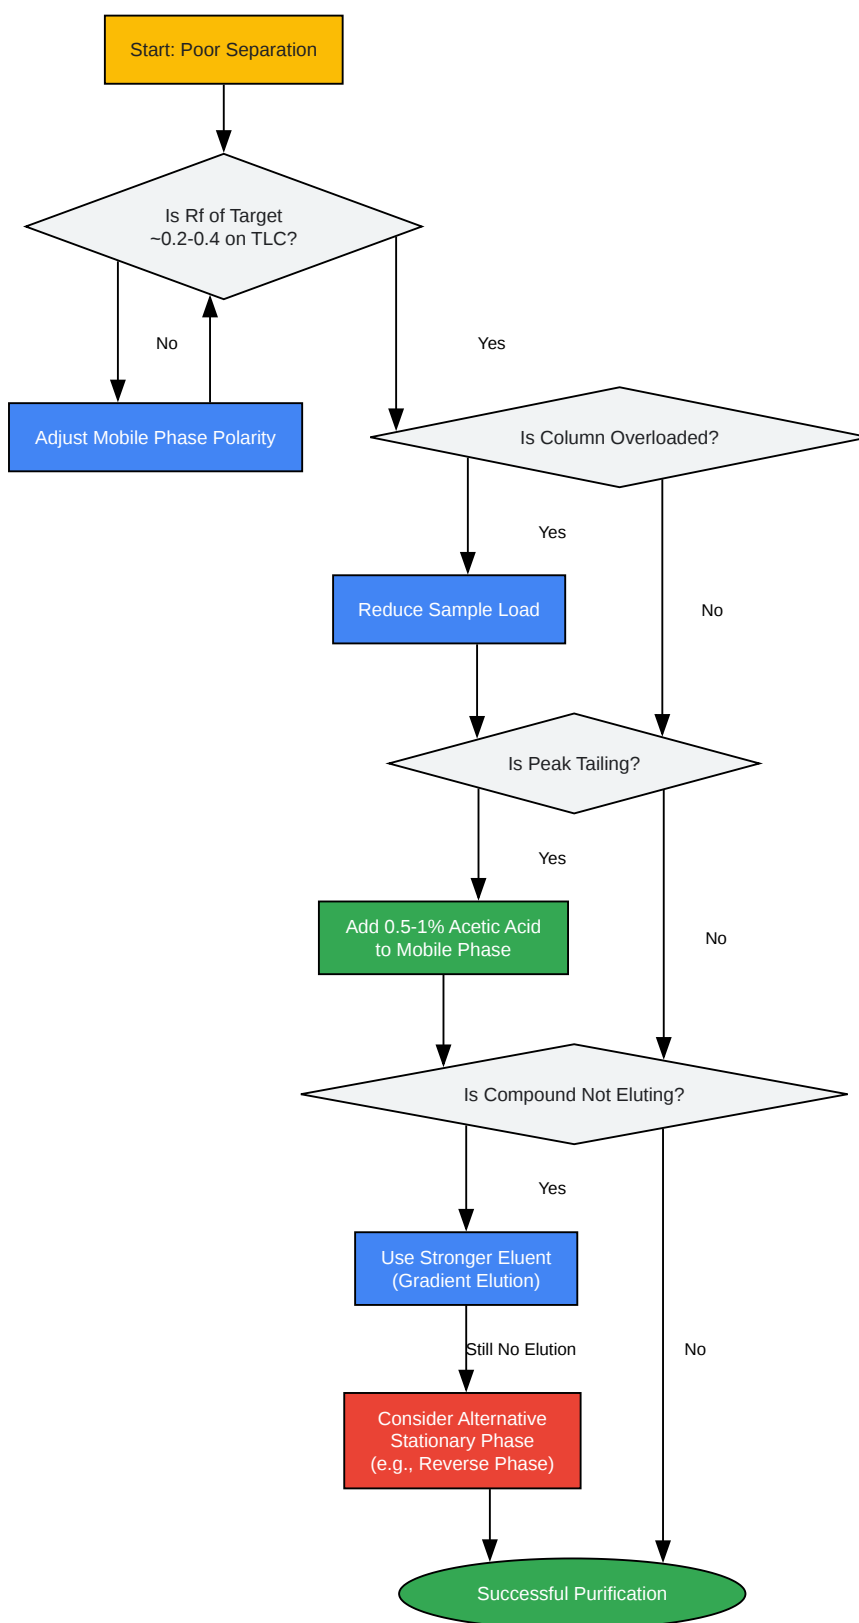 Start: Poor Separation
Is Rf of Target
~0.2-0.4 on TLC?
No
Yes
Adjust Mobile Phase Polarity
Is Column Overloaded?
Yes
Reduce Sample Load
No
Is Peak Tailing?
Yes
Add 0.5-1% Acetic Acid
to Mobile Phase
No
Is Compound Not Eluting?
Yes
Use Stronger Eluent
(Gradient Elution)
Still No Elution
No
Consider Alternative
Stationary Phase
(e.g., Reverse Phase)
Successful Purification